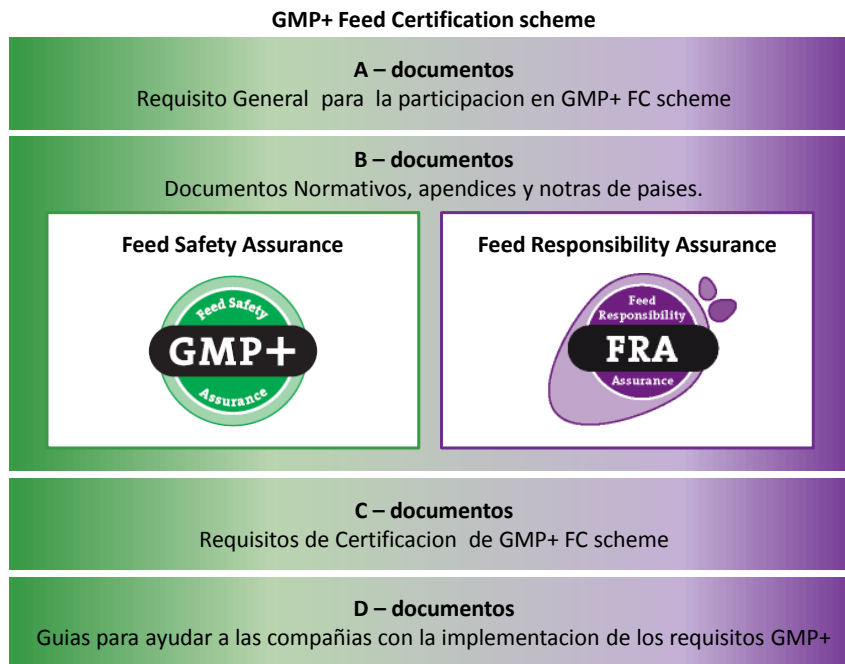 GMP+ Feed Certification scheme
A – documentos
Requisito General para la participacion en GMP+ FC scheme
B – documentos
Documentos Normativos, apendices y notras de paises.
Feed Safety Assurance
Feed Safety
GMP+
Assurance
Feed Responsibility Assurance
Feed
Responsibility
FRA
Assurance
C – documentos
Requisitos de Certificacion de GMP+ FC scheme
D – documentos
Guias para ayudar a las compañias con la implementacion de los requisitos GMP+